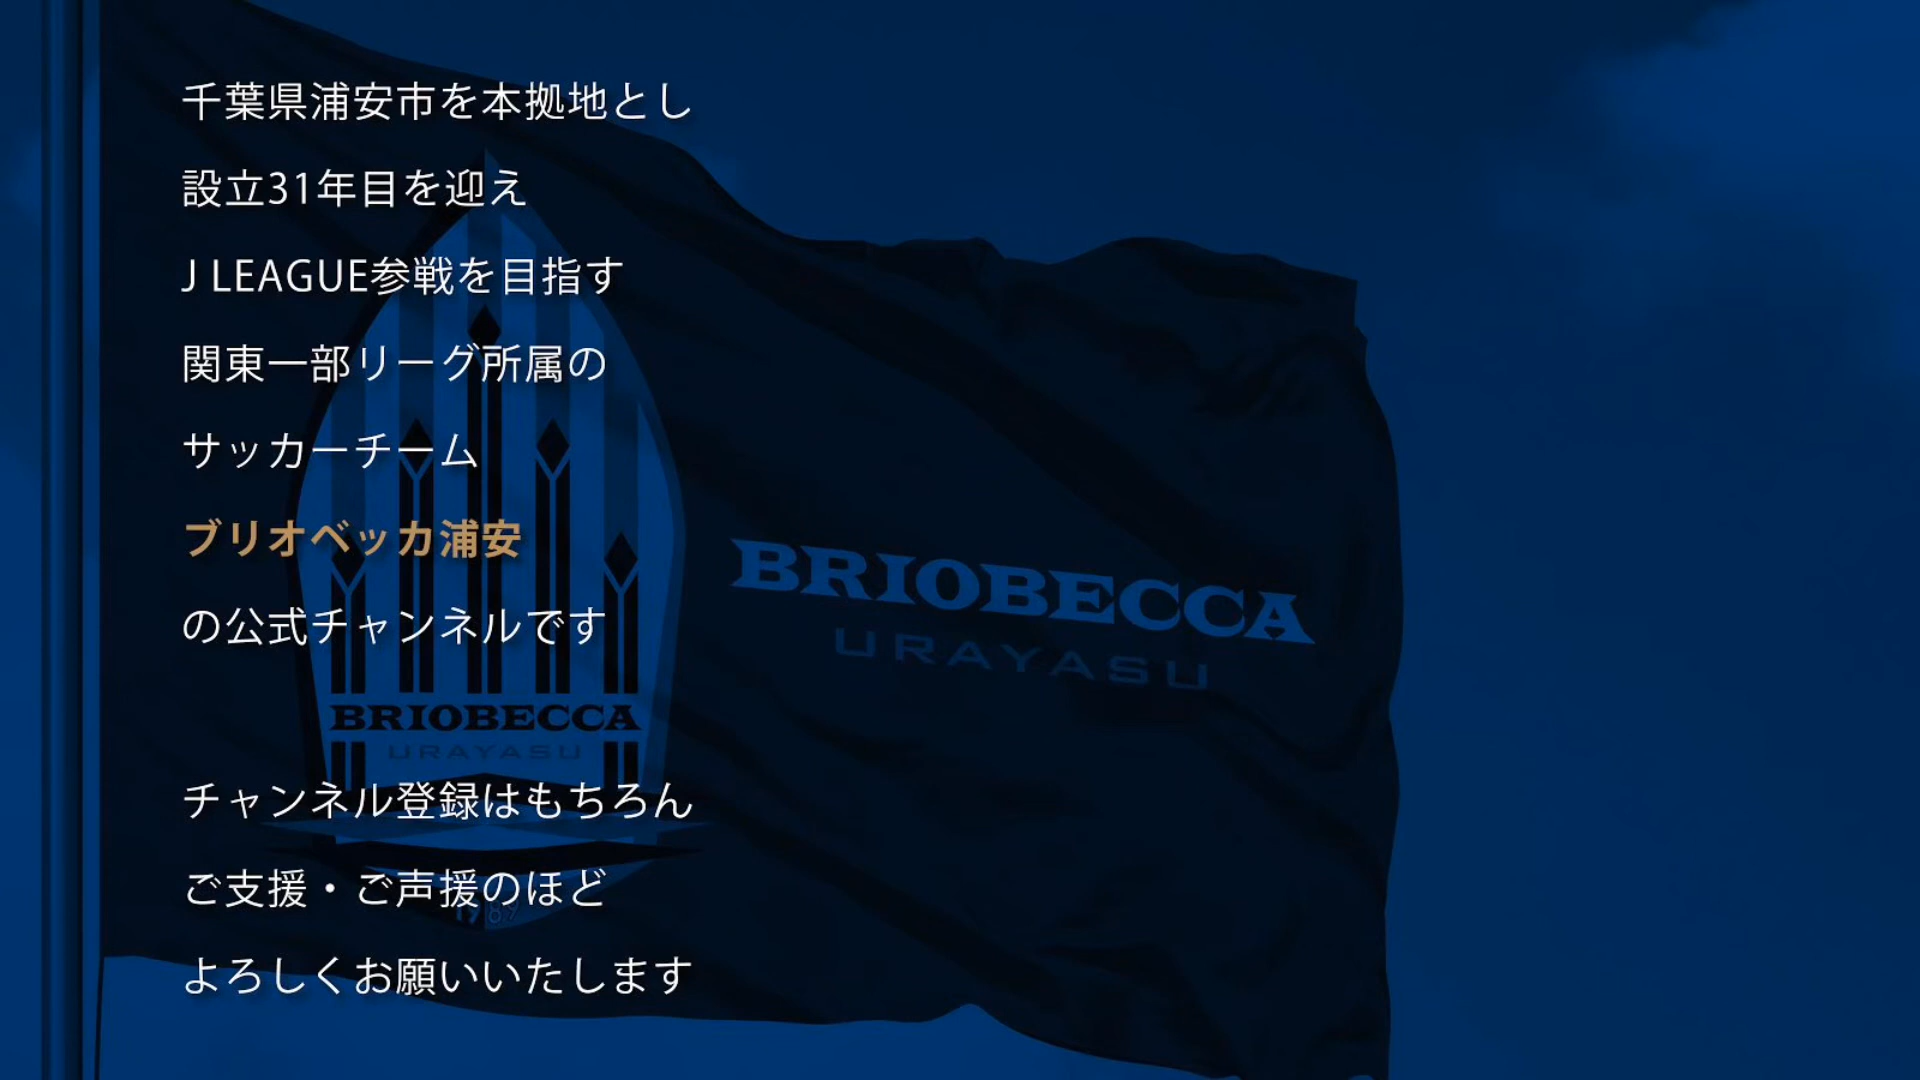 千葉県浦安市を本拠地とし
設立31年目を迎え
J LEAGUE参戦を目指す
関東一部リーグ所属の
サッカーチーム
ブリオベッカ浦安
の公式チャンネルです
BRIOBECCA
URAYASU
BRIOBECCA
URAYASU
チャンネル登録はもちろん
ご支援・ご声援のほど
よろしくお願いいたします